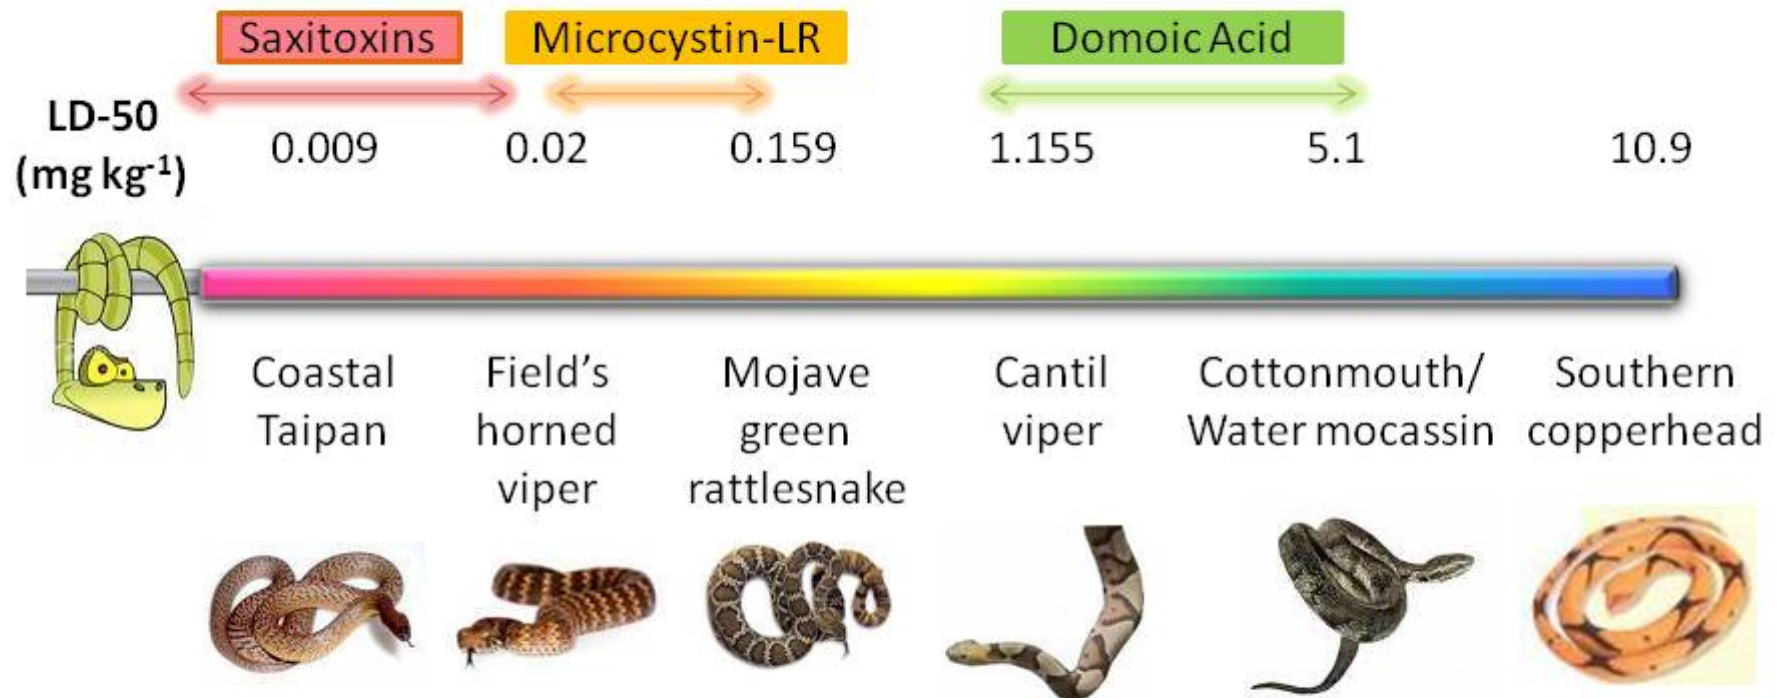 Saxitoxins
Microcystin-LR
Domoic Acid
LD-50
(mg kg⁻¹)
0.009
0.02
0.159
1.155
5.1
10.9
Coastal
Taipan
Field's
horned
viper
Mojave
green
rattlesnake
Cantil
viper
Cottonmouth/
Water mocassin
Southern
copperhead